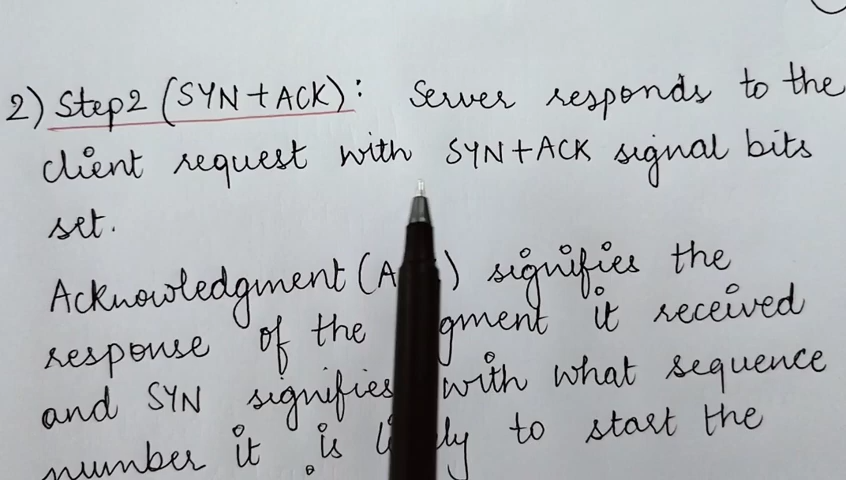 2) Step2 (SYN+ACK): Server responds to the
client request with SYN+ACK signal bits
set.
Acknowledgment (A ) signifies the
response of the gment it received
and SYN signifies with what sequence
number it is l ly to start the